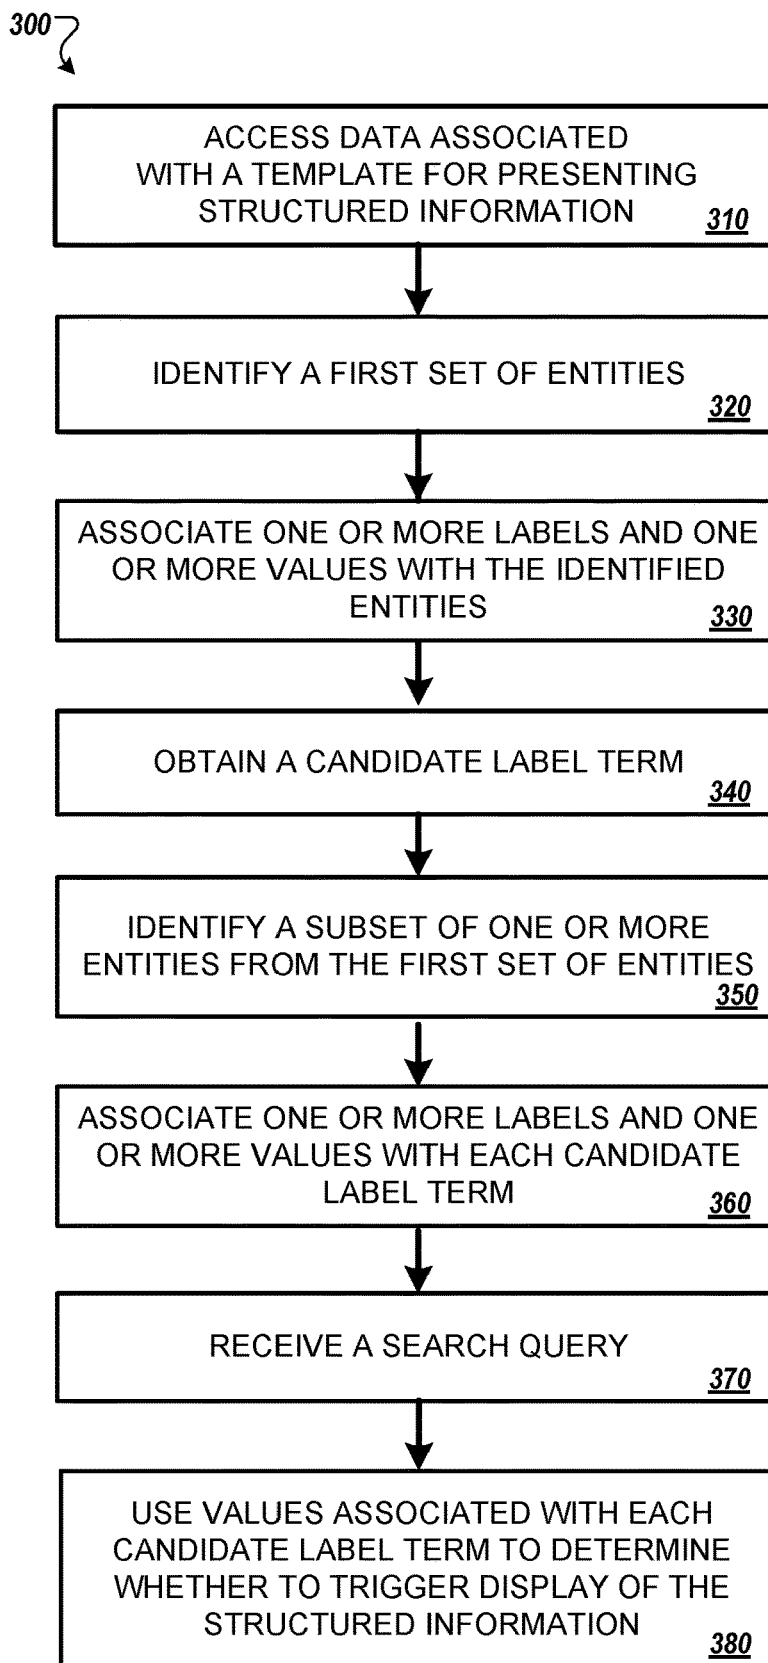 300
ACCESS DATA ASSOCIATED
WITH A TEMPLATE FOR PRESENTING
STRUCTURED INFORMATION
310
IDENTIFY A FIRST SET OF ENTITIES
320
ASSOCIATE ONE OR MORE LABELS AND ONE
OR MORE VALUES WITH THE IDENTIFIED
ENTITIES
330
OBTAIN A CANDIDATE LABEL TERM
340
IDENTIFY A SUBSET OF ONE OR MORE
ENTITIES FROM THE FIRST SET OF ENTITIES
350
ASSOCIATE ONE OR MORE LABELS AND ONE
OR MORE VALUES WITH EACH CANDIDATE
LABEL TERM
360
RECEIVE A SEARCH QUERY
370
USE VALUES ASSOCIATED WITH EACH
CANDIDATE LABEL TERM TO DETERMINE
WHETHER TO TRIGGER DISPLAY OF THE
STRUCTURED INFORMATION
380